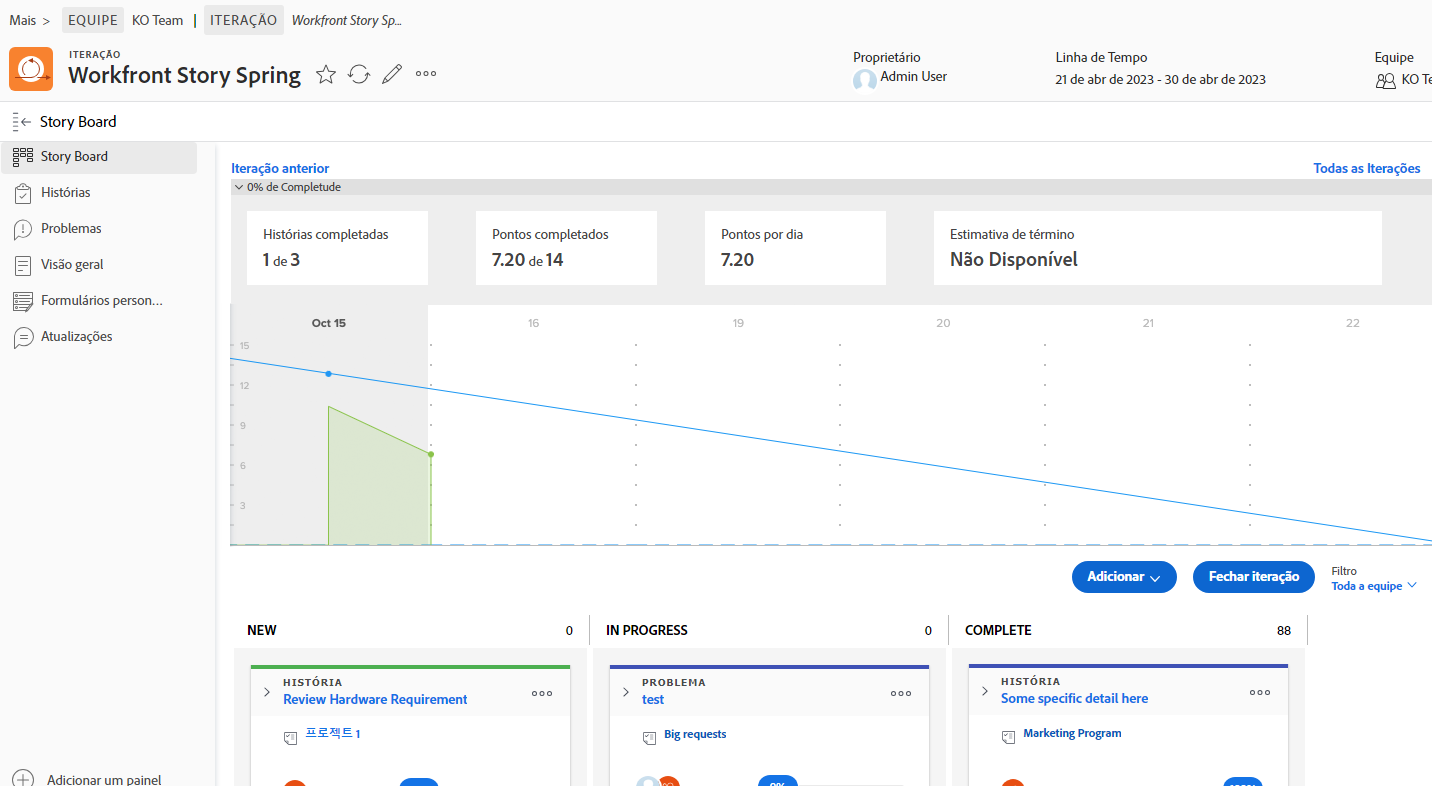 Mais > EQUIPE KO Team | ITERAÇÃO Workfront Story Sp...
ITERAÇÃO
Workfront Story Spring
Proprietário
Admin User
Linha de Tempo
21 de abr de 2023 - 30 de abr de 2023
Equipe
KO Te
Story Board
Story Board
Histórias
Problemas
Visão geral
Formulários person...
Atualizações
Adicionar um painel
Iteração anterior
Todas as Iterações
0% de Completude
Histórias completadas
1 de 3
Pontos completados
7.20 de 14
Pontos por dia
7.20
Estimativa de término
Não Disponível
Oct 15 16 19 20 21 22
15
12
9
6
3
Adicionar
Fechar iteração
Filtro
Toda a equipe
NEW 0
IN PROGRESS 0
COMPLETE 88
HISTÓRIA
Review Hardware Requirement
프로젝트 1
PROBLEMA
test
Big requests
HISTÓRIA
Some specific detail here
Marketing Program